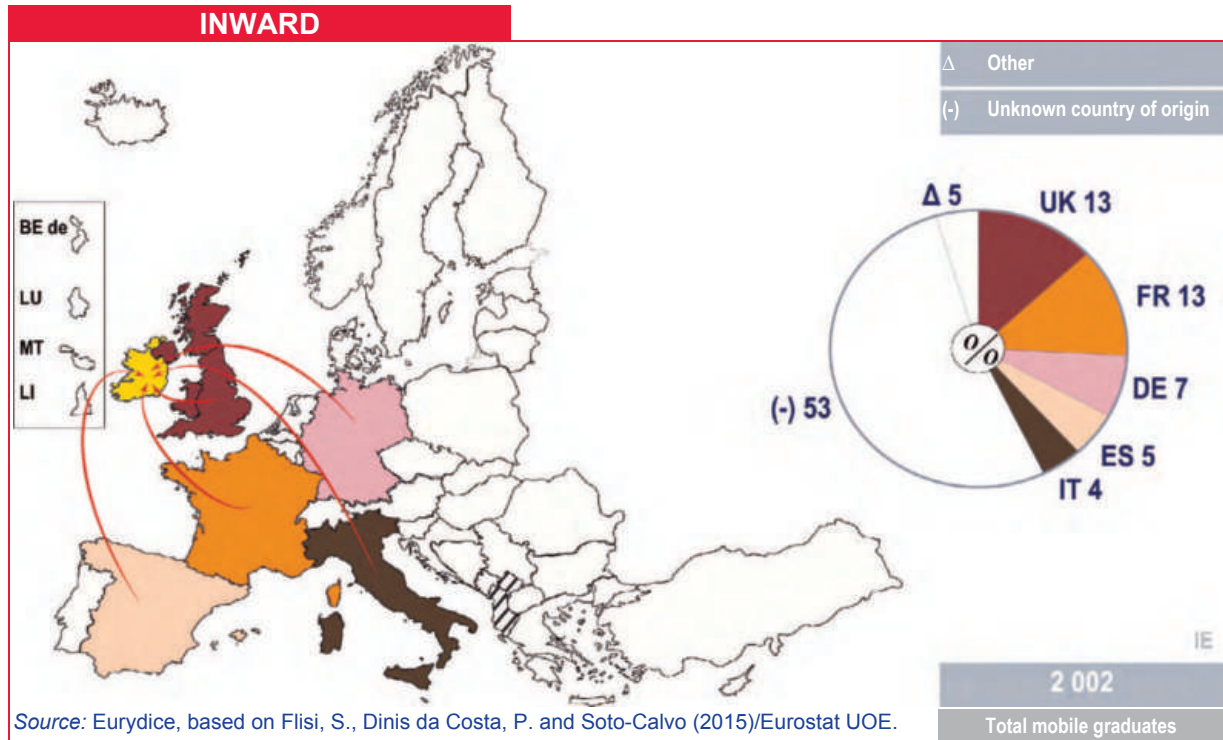 INWARD
Δ Other
(-) Unknown country of origin
BE de
LU
MT
LI
Δ 5
UK 13
FR 13
DE 7
ES 5
IT 4
(-) 53
%
IE
2 002
Total mobile graduates
Source: Eurydice, based on Flisi, S., Dinis da Costa, P. and Soto-Calvo (2015)/Eurostat UOE.